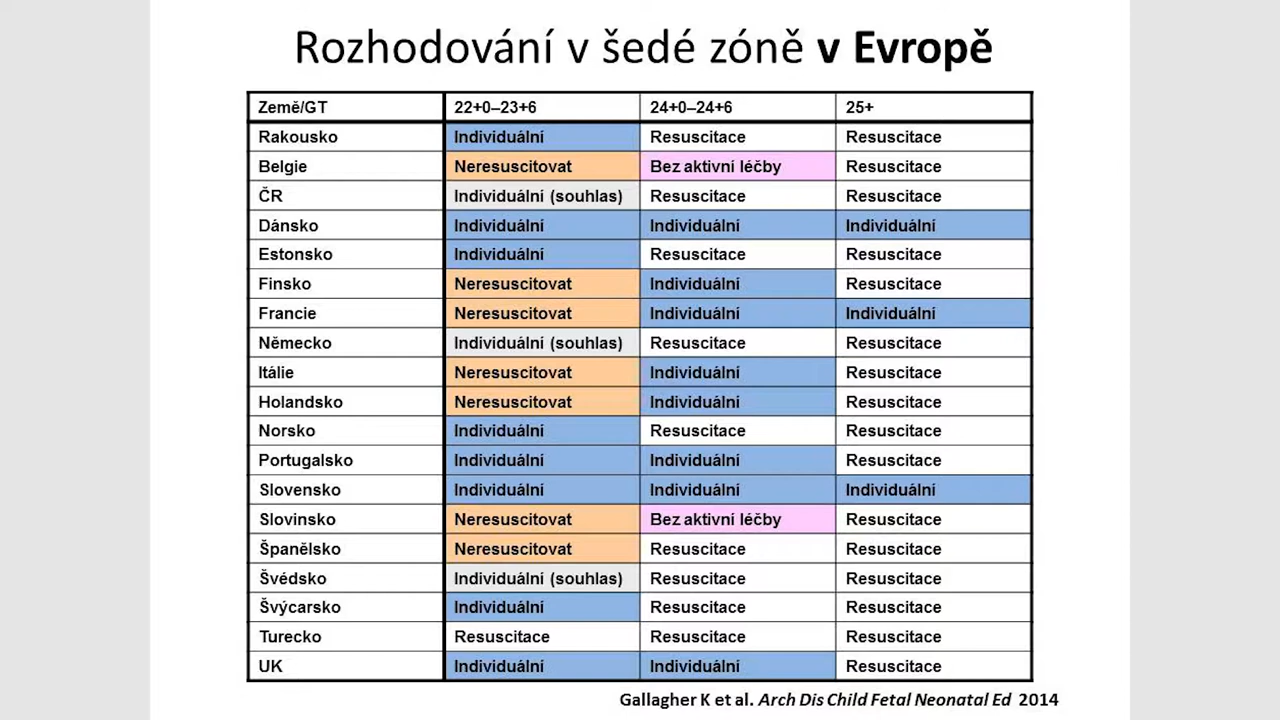 Rozhodování v šedé zóně v Evropě
Země/GT 22+0–23+6 24+0–24+6 25+
Rakousko Individuální Resuscitace Resuscitace
Belgie Neresuscitovat Bez aktivní léčby Resuscitace
ČR Individuální (souhlas) Resuscitace Resuscitace
Dánsko Individuální Individuální Individuální
Estonsko Individuální Resuscitace Resuscitace
Finsko Neresuscitovat Individuální Resuscitace
Francie Neresuscitovat Individuální Individuální
Německo Individuální (souhlas) Resuscitace Resuscitace
Itálie Neresuscitovat Individuální Resuscitace
Holandsko Neresuscitovat Individuální Resuscitace
Norsko Individuální Resuscitace Resuscitace
Portugalsko Individuální Individuální Resuscitace
Slovensko Individuální Individuální Individuální
Slovinsko Neresuscitovat Bez aktivní léčby Resuscitace
Španělsko Neresuscitovat Resuscitace Resuscitace
Švédsko Individuální (souhlas) Resuscitace Resuscitace
Švýcarsko Individuální Resuscitace Resuscitace
Turecko Resuscitace Resuscitace Resuscitace
UK Individuální Individuální Resuscitace
Gallagher K et al. Arch Dis Child Fetal Neonatal Ed 2014